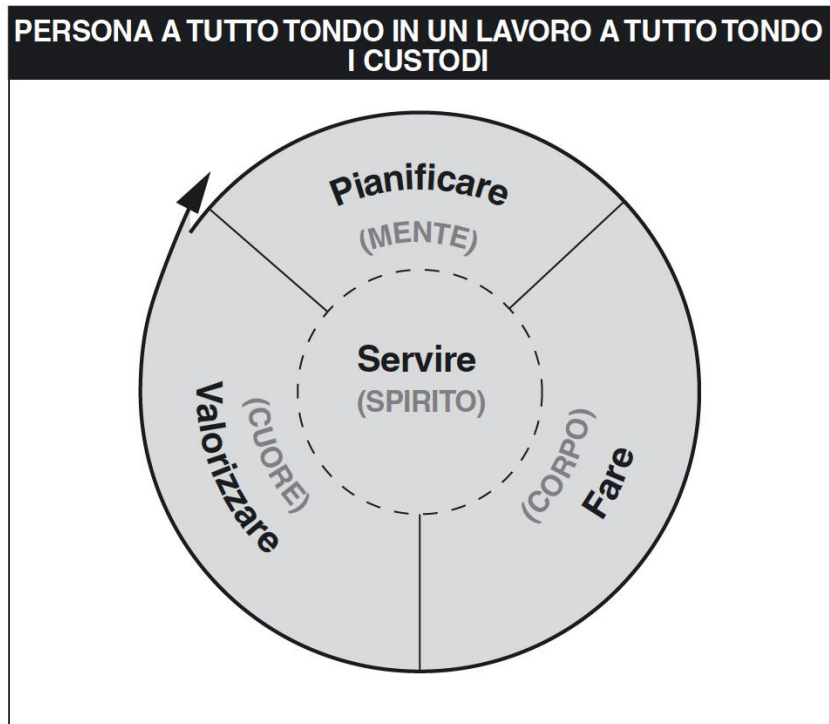 PERSONA A TUTTO TONDO IN UN LAVORO A TUTTO TONDO
I CUSTODI
Pianificare
(MENTE)
Servire
(SPIRITO)
Valorizzare
(CUORE)
(CORPO)
Fare